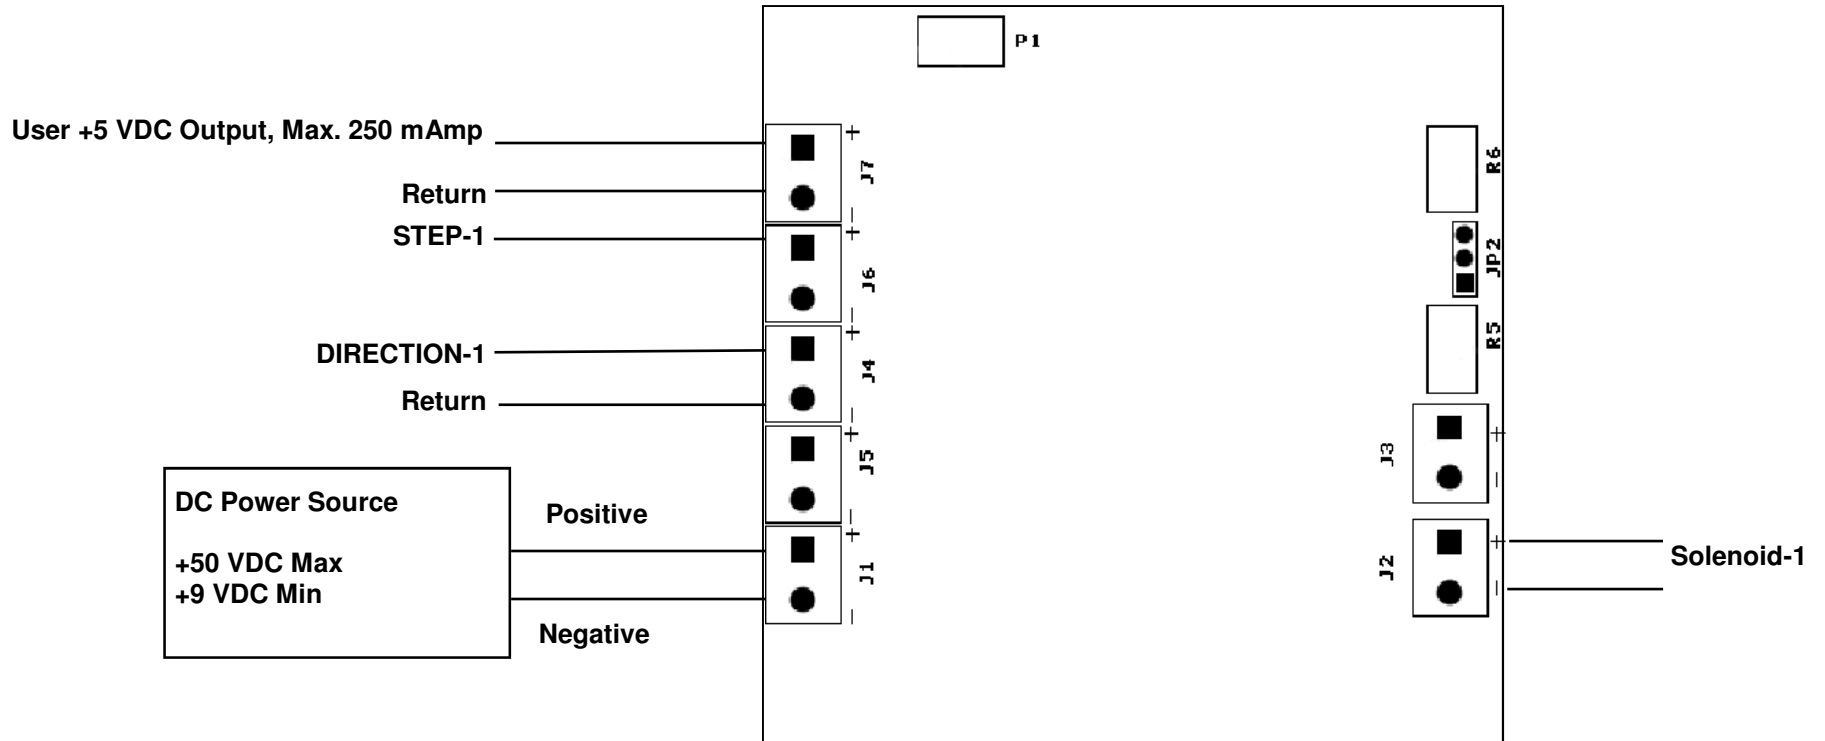 P1
User +5 VDC Output, Max. 250 mAmp
Return
STEP-1
DIRECTION-1
Return
DC Power Source
+50 VDC Max
+9 VDC Min
Positive
Negative
+
J7
-
+
J6
-
+
J4
-
+
J5
-
+
J1
-
R6
JP2
R5
J3
+
-
J2
+
-
Solenoid-1